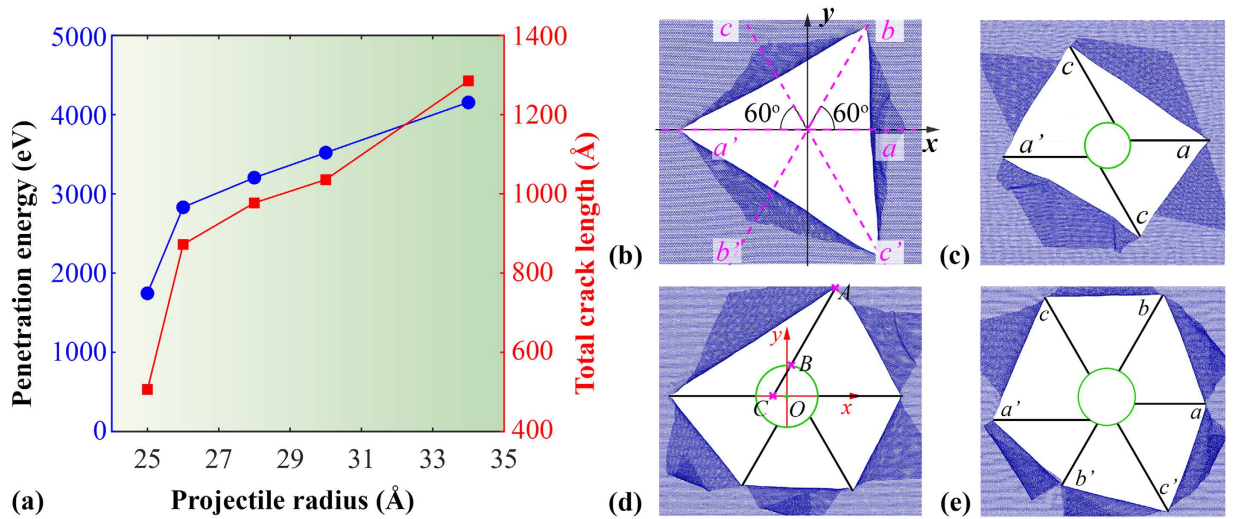 Penetration energy (eV)
5000
4000
3000
2000
1000
0
25
27
29
31
33
35
Projectile radius (Å)
1400
1200
1000
800
600
400
Total crack length (Å)
(a)
y
c
b
60°
60°
a'
a
x
b'
c'
(b)
c
a'
a
c
(c)
A
y
B
C
O
x
(d)
c
b
a'
a
b'
c'
(e)